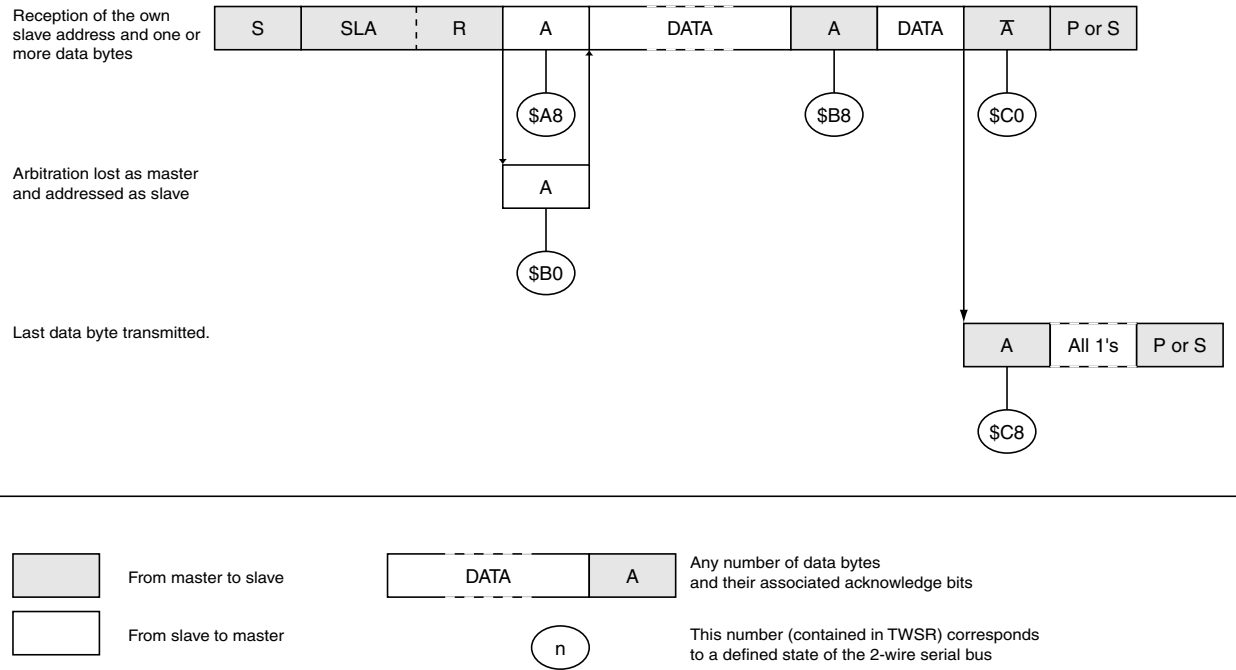 Reception of the own
slave address and one or
more data bytes
S SLA R A DATA A DATA A̅ P or S
$A8 $B8 $C0
Arbitration lost as master
and addressed as slave
A
$B0
Last data byte transmitted.
A All 1's P or S
$C8
From master to slave
DATA A
Any number of data bytes
and their associated acknowledge bits
From slave to master
n
This number (contained in TWSR) corresponds
to a defined state of the 2-wire serial bus